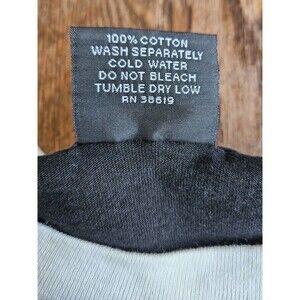 100% COTTON
WASH SEPARATELY
COLD WATER
DO NOT BLEACH
TUMBLE DRY LOW
RN 38619